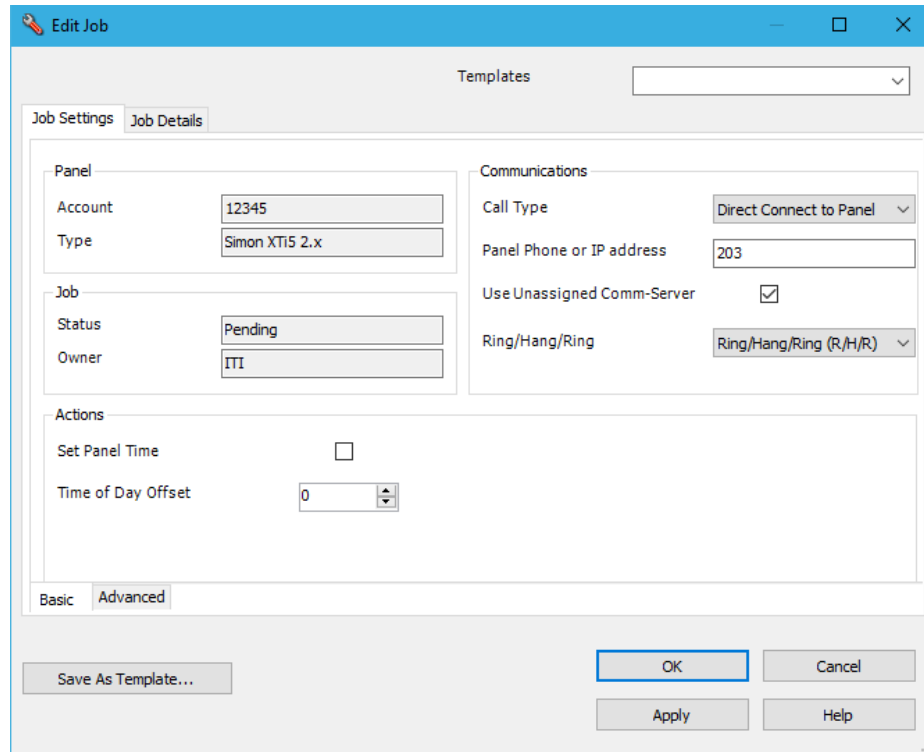 Edit Job
Templates
Job Settings
Job Details
Panel
Account
12345
Type
Simon XTi5 2.x
Job
Status
Pending
Owner
ITI
Communications
Call Type
Direct Connect to Panel
Panel Phone or IP address
203
Use Unassigned Comm-Server
Ring/Hang/Ring
Ring/Hang/Ring (R/H/R)
Actions
Set Panel Time
Time of Day Offset
0
Basic
Advanced
Save As Template...
OK
Cancel
Apply
Help